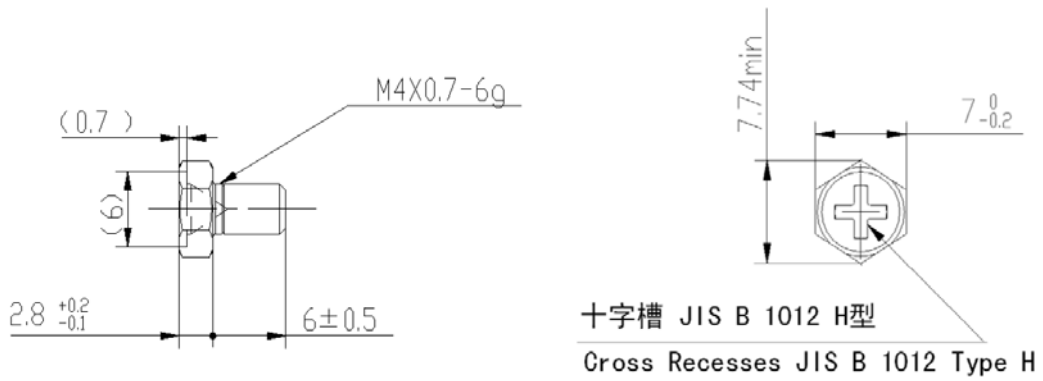 M4X0.7-6g
(0.7)
(6)
2.8 +0.2 -0.1
6±0.5
7.74min
7 0 -0.2
十字槽 JIS B 1012 H型
Cross Recesses JIS B 1012 Type H